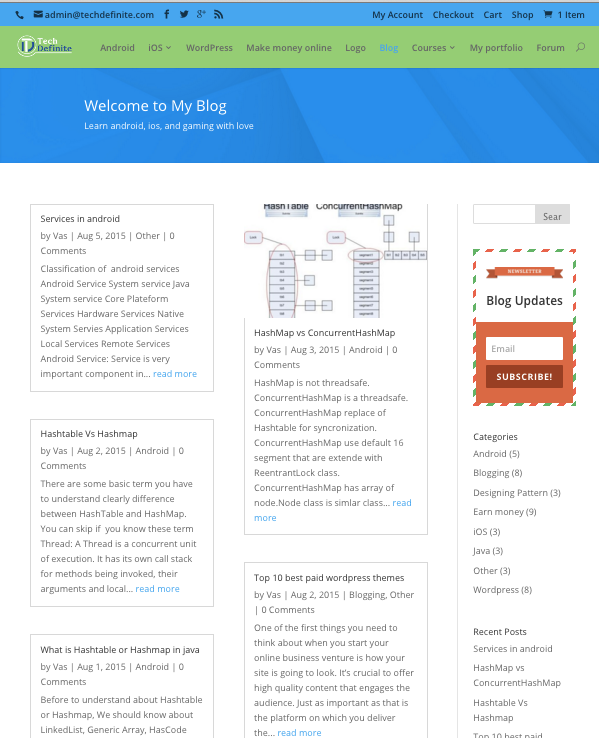 admin@techdefinite.com
My Account Checkout Cart Shop 1 Item
Tech
Definite
Android iOS WordPress Make money online Logo Blog Courses My portfolio Forum
Welcome to My Blog
Learn android, ios, and gaming with love
Services in android
by Vas | Aug 5, 2015 | Other | 0
Comments
Classification of android services
Android Service System service Java
System service Core Plateform
Services Hardware Services Native
System Servies Application Services
Local Services Remote Services
Android Service: Service is very
important component in... read more
Hashtable Vs Hashmap
by Vas | Aug 2, 2015 | Android | 0
Comments
There are some basic term you have
to understand clearly difference
between HashTable and HashMap.
You can skip if you know these term
Thread: A Thread is a concurrent unit
of execution. It has its own call stack
for methods being invoked, their
arguments and local... read more
What is Hashtable or Hashmap in java
by Vas | Aug 1, 2015 | Android | 0
Comments
Before to understand about Hashtable
or Hashmap, We should know about
LinkedList, Generic Array, HasCode
HashTable ConcurrentHashMap
HashMap vs ConcurrentHashMap
by Vas | Aug 3, 2015 | Android | 0
Comments
HashMap is not threadsafe.
ConcurrentHashMap is a threadsafe.
ConcurrentHashMap replace of
Hashtable for syncronization.
ConcurrentHashMap use default 16
segment that are extende with
ReentrantLock class.
ConcurrentHashMap has array of
node.Node class is simlar class... read
more
Top 10 best paid wordpress themes
by Vas | Aug 2, 2015 | Blogging, Other
| 0 Comments
One of the first things you need to
think about when you start your
online business venture is how your
site is going to look. It's crucial to offer
high quality content that engages the
audience. Just as important as that is
the platform on which you deliver
the... read more
Sear
NEWSLETTER
Blog Updates
Email
SUBSCRIBE!
Categories
Android (5)
Blogging (8)
Designing Pattern (3)
Earn money (9)
iOS (3)
Java (3)
Other (3)
Wordpress (8)
Recent Posts
Services in android
HashMap vs
ConcurrentHashMap
Hashtable Vs
Hashmap
Top 10 best paid